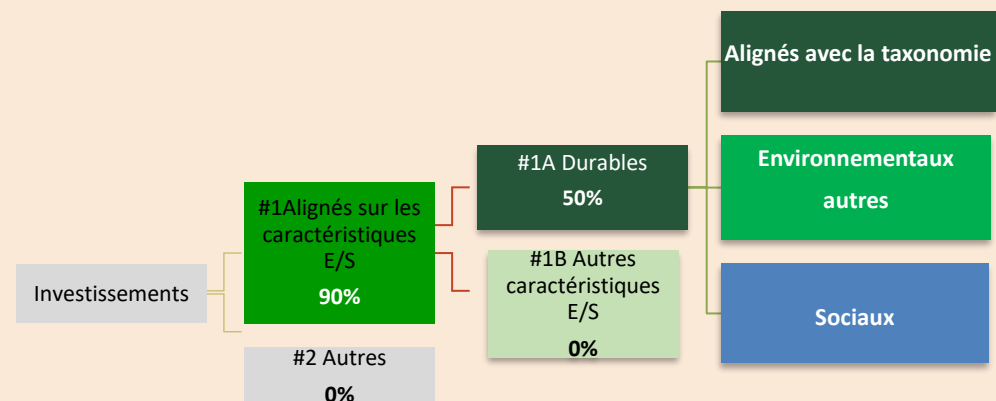 Investissements
#1Alignés sur les
caractéristiques
E/S
90%
#2 Autres
0%
#1A Durables
50%
#1B Autres
caractéristiques
E/S
0%
Alignés avec la taxonomie
Environnementaux
autres
Sociaux